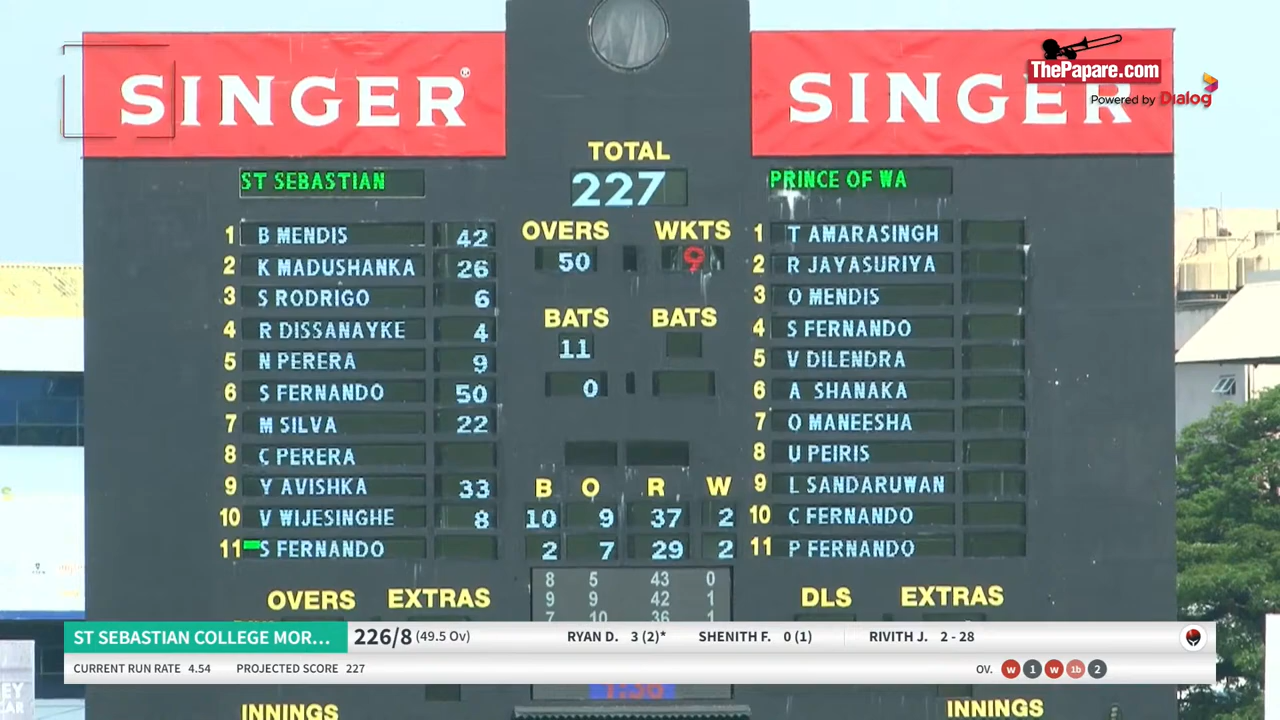 SINGER®
SINGER
ThePapare.com
Powered by Dialog
TOTAL
227
ST SEBASTIAN
PRINCE OF WA
OVERS WKTS
50 9
BATS BATS
11
0
1 B MENDIS 42
2 K MADUSHANKA 26
3 S RODRIGO 6
4 R DISSANAYKE 4
5 N PERERA 9
6 S FERNANDO 50
7 M SILVA 22
8 C PERERA
9 Y AVISHKA 33
10 V WIJESINGHE 8
11 S FERNANDO
B O R W
10 9 37 2
2 7 29 2
8 5 43 0
9 9 42 1
7 10 36 1
1 T AMARASINGH
2 R JAYASURIYA
3 O MENDIS
4 S FERNANDO
5 V DILENDRA
6 A SHANAKA
7 O MANEESHA
8 U PEIRIS
9 L SANDARUWAN
10 C FERNANDO
11 P FERNANDO
OVERS EXTRAS
DLS EXTRAS
ST SEBASTIAN COLLEGE MOR... 226/8 (49.5 Ov) RYAN D. 3 (2)* SHENITH F. 0 (1) RIVITH J. 2 - 28
CURRENT RUN RATE 4.54 PROJECTED SCORE 227 OV. w 1 w 1b 2
INNINGS
INNINGS